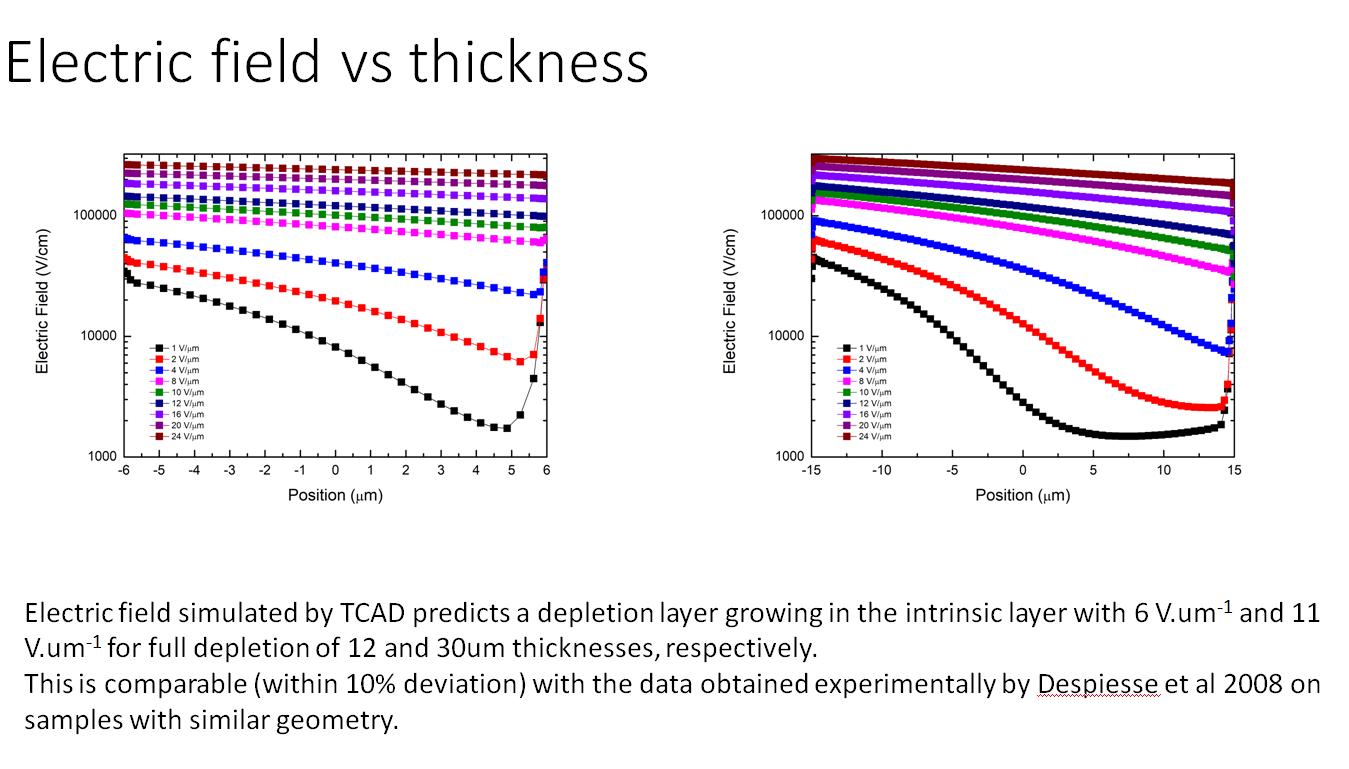 Electric field vs thickness
100000
10000
1000
Electric Field (V/cm)
1 V/μm
2 V/μm
4 V/μm
8 V/μm
10 V/μm
12 V/μm
16 V/μm
20 V/μm
24 V/μm
-6 -5 -4 -3 -2 -1 0 1 2 3 4 5 6
Position (μm)
100000
10000
1000
Electric Field (V/cm)
1 V/μm
2 V/μm
4 V/μm
8 V/μm
10 V/μm
12 V/μm
16 V/μm
20 V/μm
24 V/μm
-15 -10 -5 0 5 10 15
Position (μm)
Electric field simulated by TCAD predicts a depletion layer growing in the intrinsic layer with 6 V.um-1 and 11
V.um-1 for full depletion of 12 and 30um thicknesses, respectively.
This is comparable (within 10% deviation) with the data obtained experimentally by Despiesse et al 2008 on
samples with similar geometry.